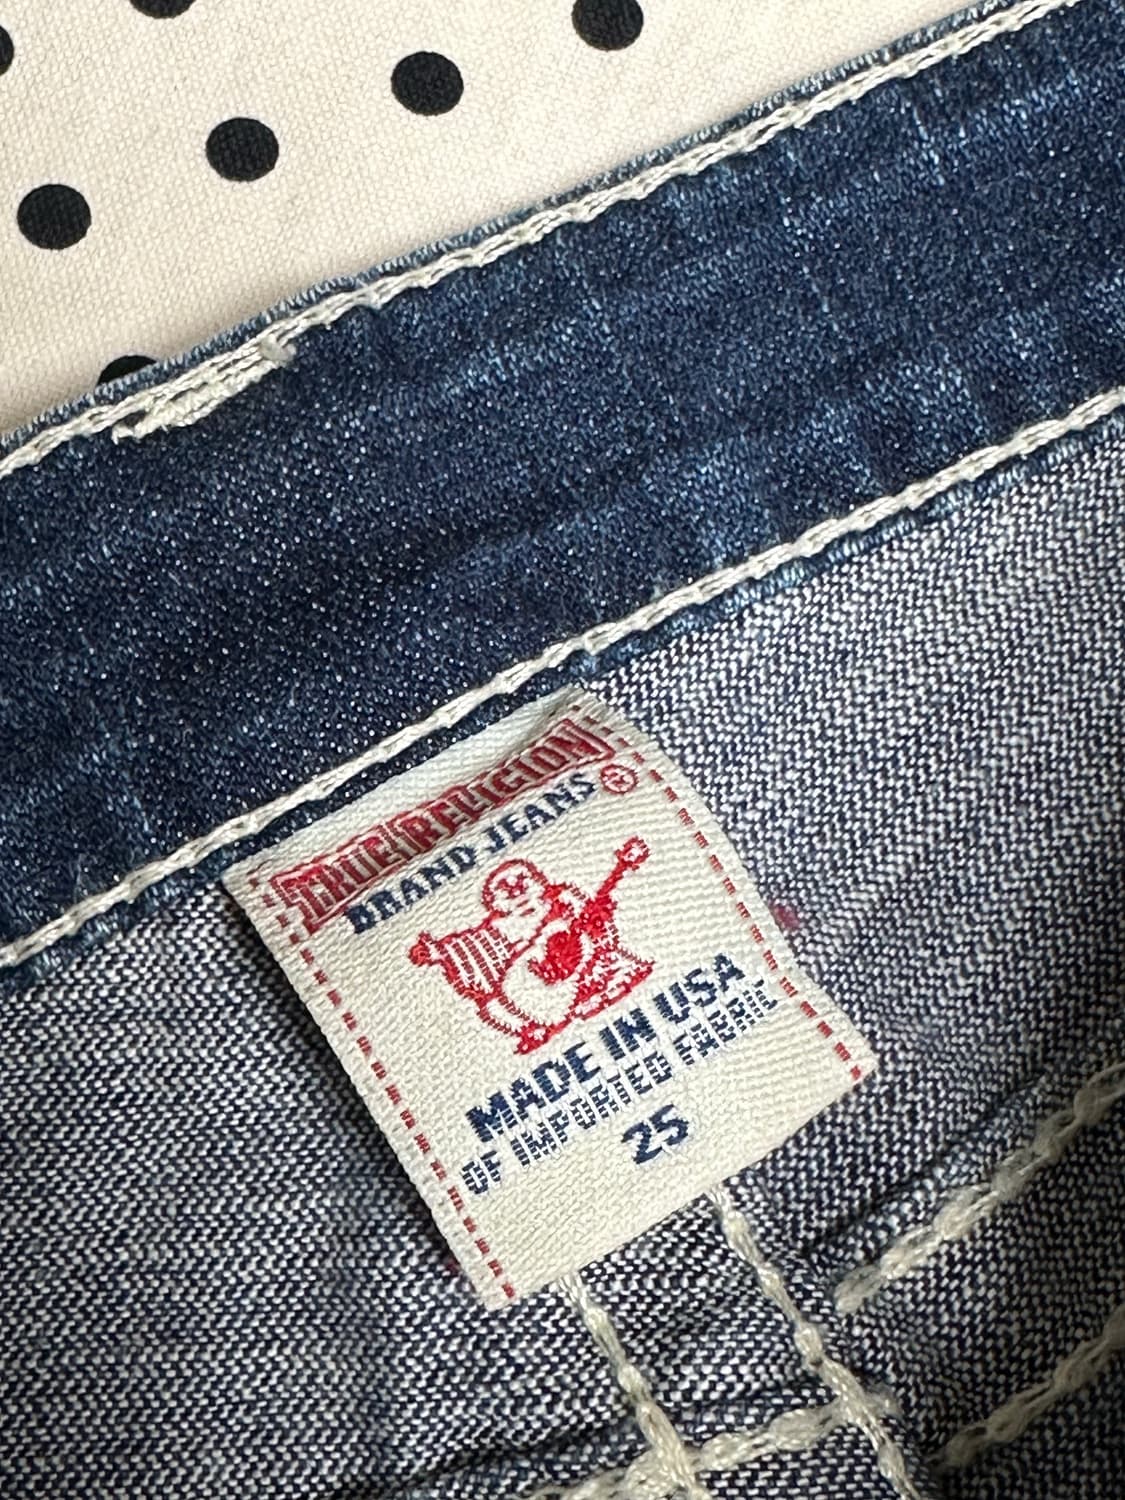 TRUE RELIGION
BRAND JEANS ®
MADE IN USA
OF IMPORTED FABRIC
25